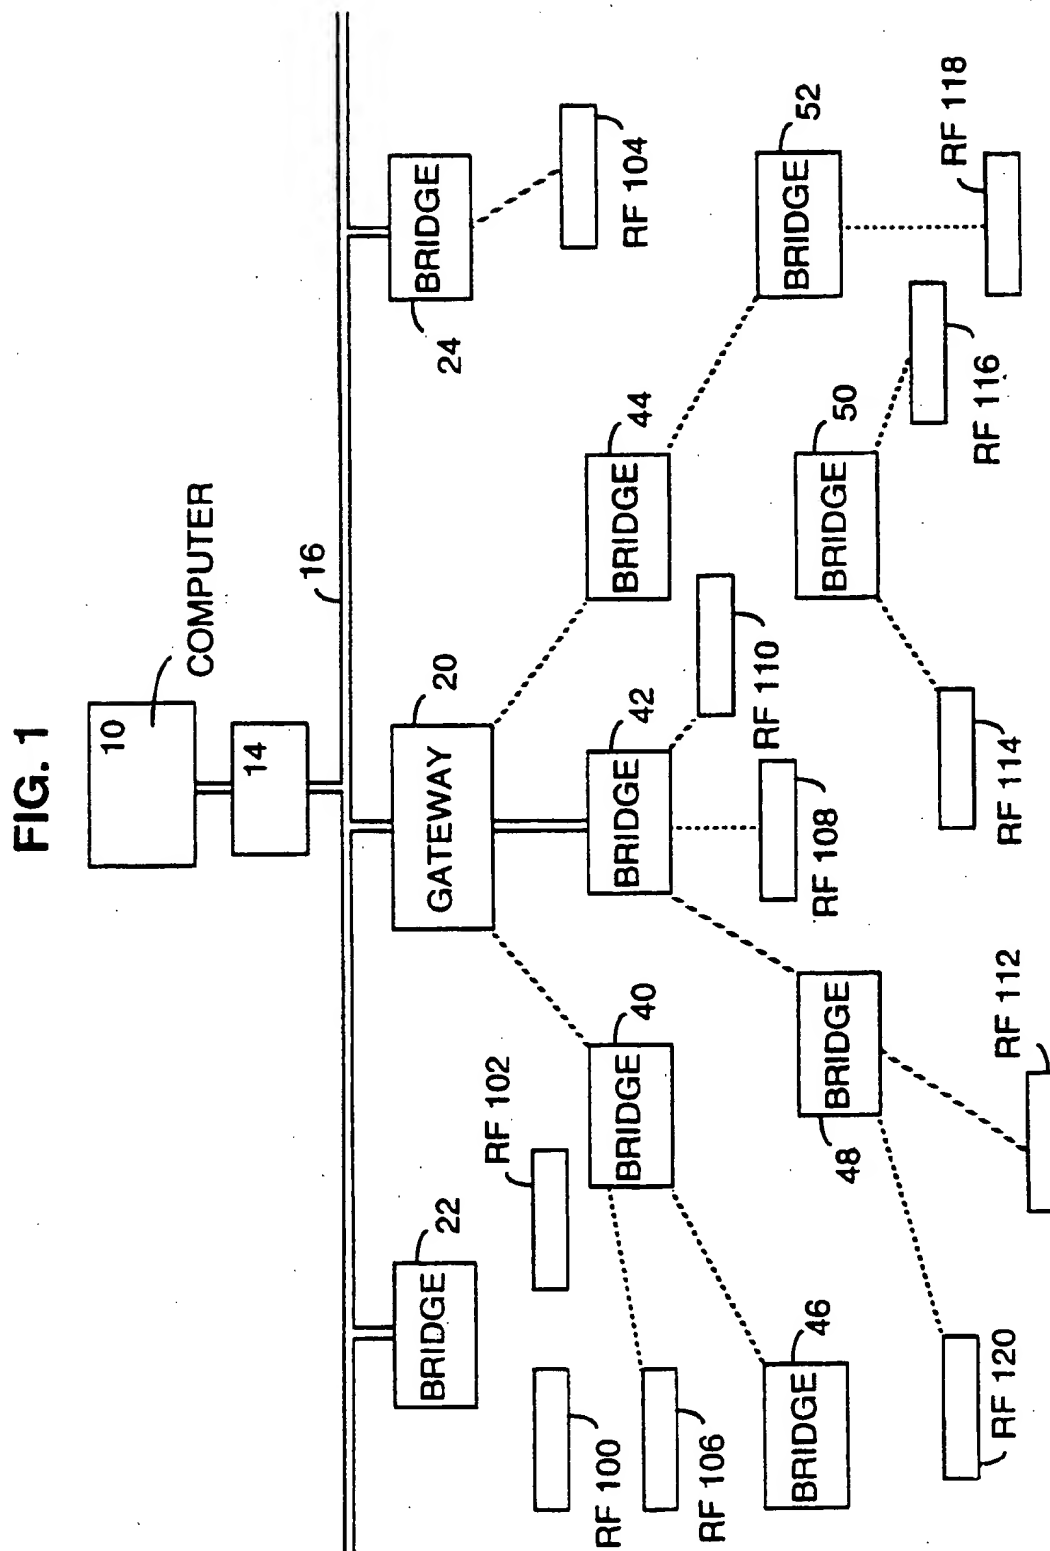 FIG. 1
10
COMPUTER
14
16
BRIDGE
22
GATEWAY
20
BRIDGE
24
RF 100
RF 102
RF 104
RF 106
BRIDGE
40
BRIDGE
42
BRIDGE
44
RF 108
RF 110
BRIDGE
46
BRIDGE
48
BRIDGE
50
BRIDGE
52
RF 120
RF 112
RF 114
RF 116
RF 118